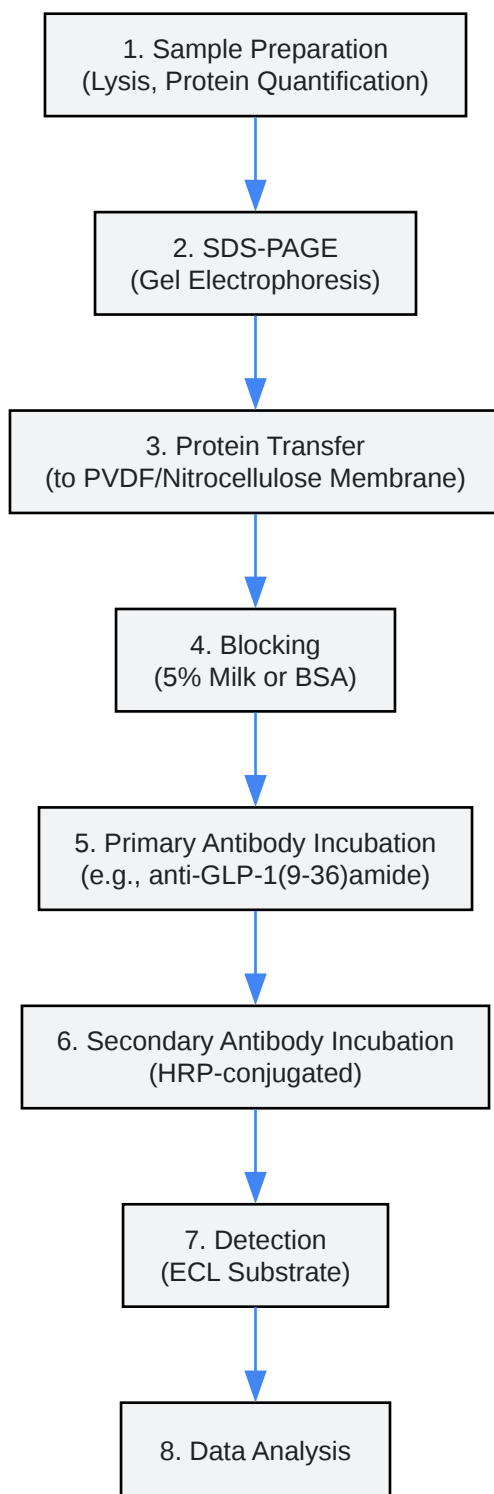 1. Sample Preparation
(Lysis, Protein Quantification)
2. SDS-PAGE
(Gel Electrophoresis)
3. Protein Transfer
(to PVDF/Nitrocellulose Membrane)
4. Blocking
(5% Milk or BSA)
5. Primary Antibody Incubation
(e.g., anti-GLP-1(9-36)amide)
6. Secondary Antibody Incubation
(HRP-conjugated)
7. Detection
(ECL Substrate)
8. Data Analysis